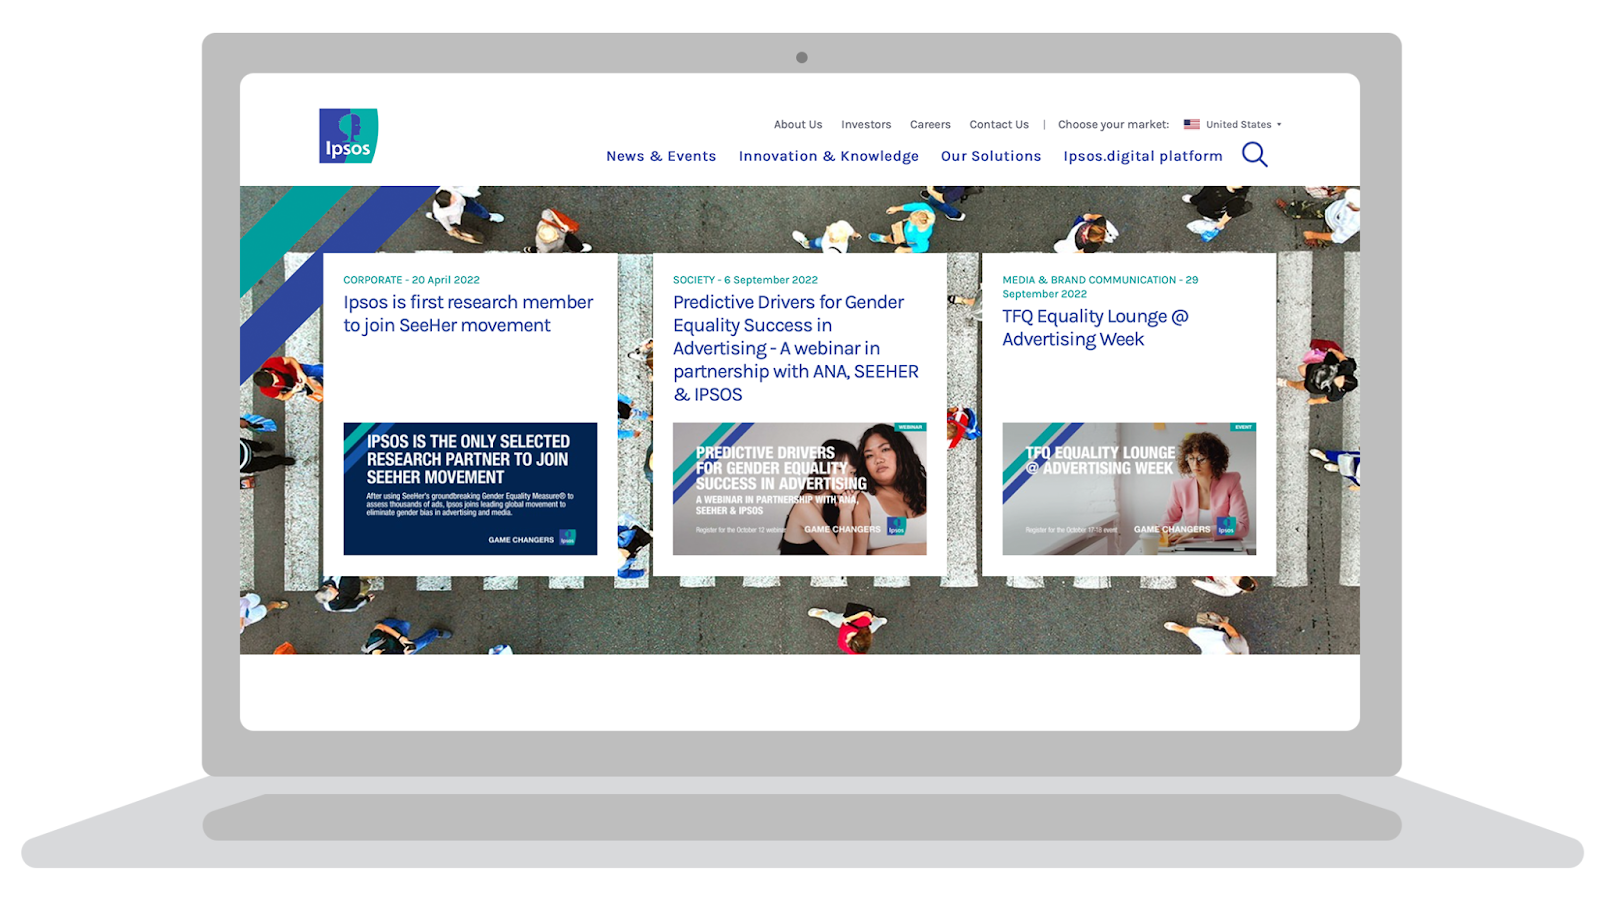 Ipsos
About Us Investors Careers Contact Us | Choose your market: United States
News & Events Innovation & Knowledge Our Solutions Ipsos.digital platform
CORPORATE - 20 April 2022
Ipsos is first research member
to join SeeHer movement
IPSOS IS THE ONLY SELECTED
RESEARCH PARTNER TO JOIN
SEEHER MOVEMENT
After using SeeHer's groundbreaking Gender Equality Measure® to
assess thousands of ads, Ipsos joins leading global movement to
eliminate gender bias in advertising and media.
GAME CHANGERS Ipsos
SOCIETY - 6 September 2022
Predictive Drivers for Gender
Equality Success in
Advertising - A webinar in
partnership with ANA, SEEHER
& IPSOS
WEBINAR
PREDICTIVE DRIVERS
FOR GENDER EQUALITY
SUCCESS IN ADVERTISING
A WEBINAR IN PARTNERSHIP WITH ANA,
SEEHER & IPSOS
Register for the October 12 webinar
GAME CHANGERS Ipsos
MEDIA & BRAND COMMUNICATION - 29
September 2022
TFQ Equality Lounge @
Advertising Week
EVENT
TFQ EQUALITY LOUNGE
@ ADVERTISING WEEK
Register for the October 17-18 event
GAME CHANGERS Ipsos